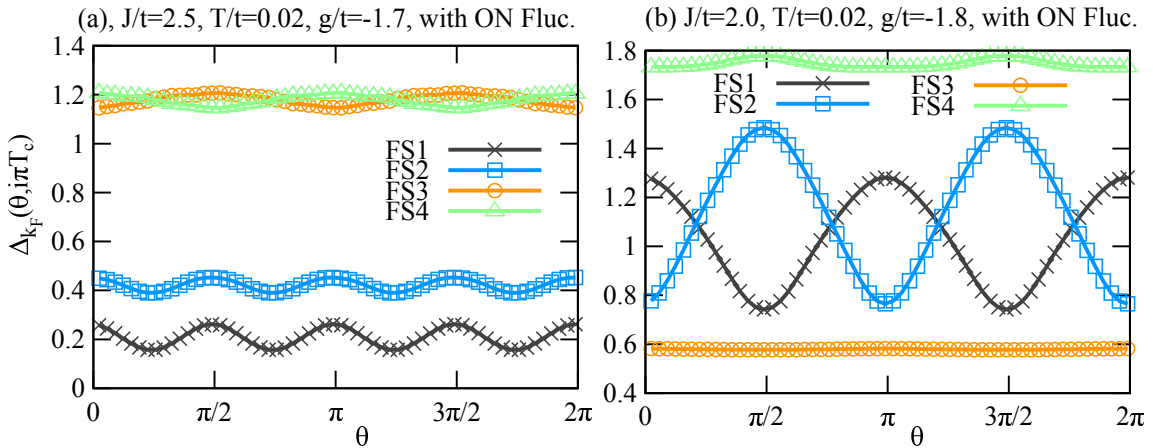 (a), J/t=2.5, T/t=0.02, g/t=-1.7, with ON Fluc.
1.4
1.2
1
0.8
0.6
0.4
0.2
0
Δk_F(θ,iπT_c)
FS1
FS2
FS3
FS4
0 π/2 π 3π/2 2π
θ
(b) J/t=2.0, T/t=0.02, g/t=-1.8, with ON Fluc.
1.8
1.6
1.4
1.2
1
0.8
0.6
0.4
FS1 FS3
FS2 FS4
0 π/2 π 3π/2 2π
θ